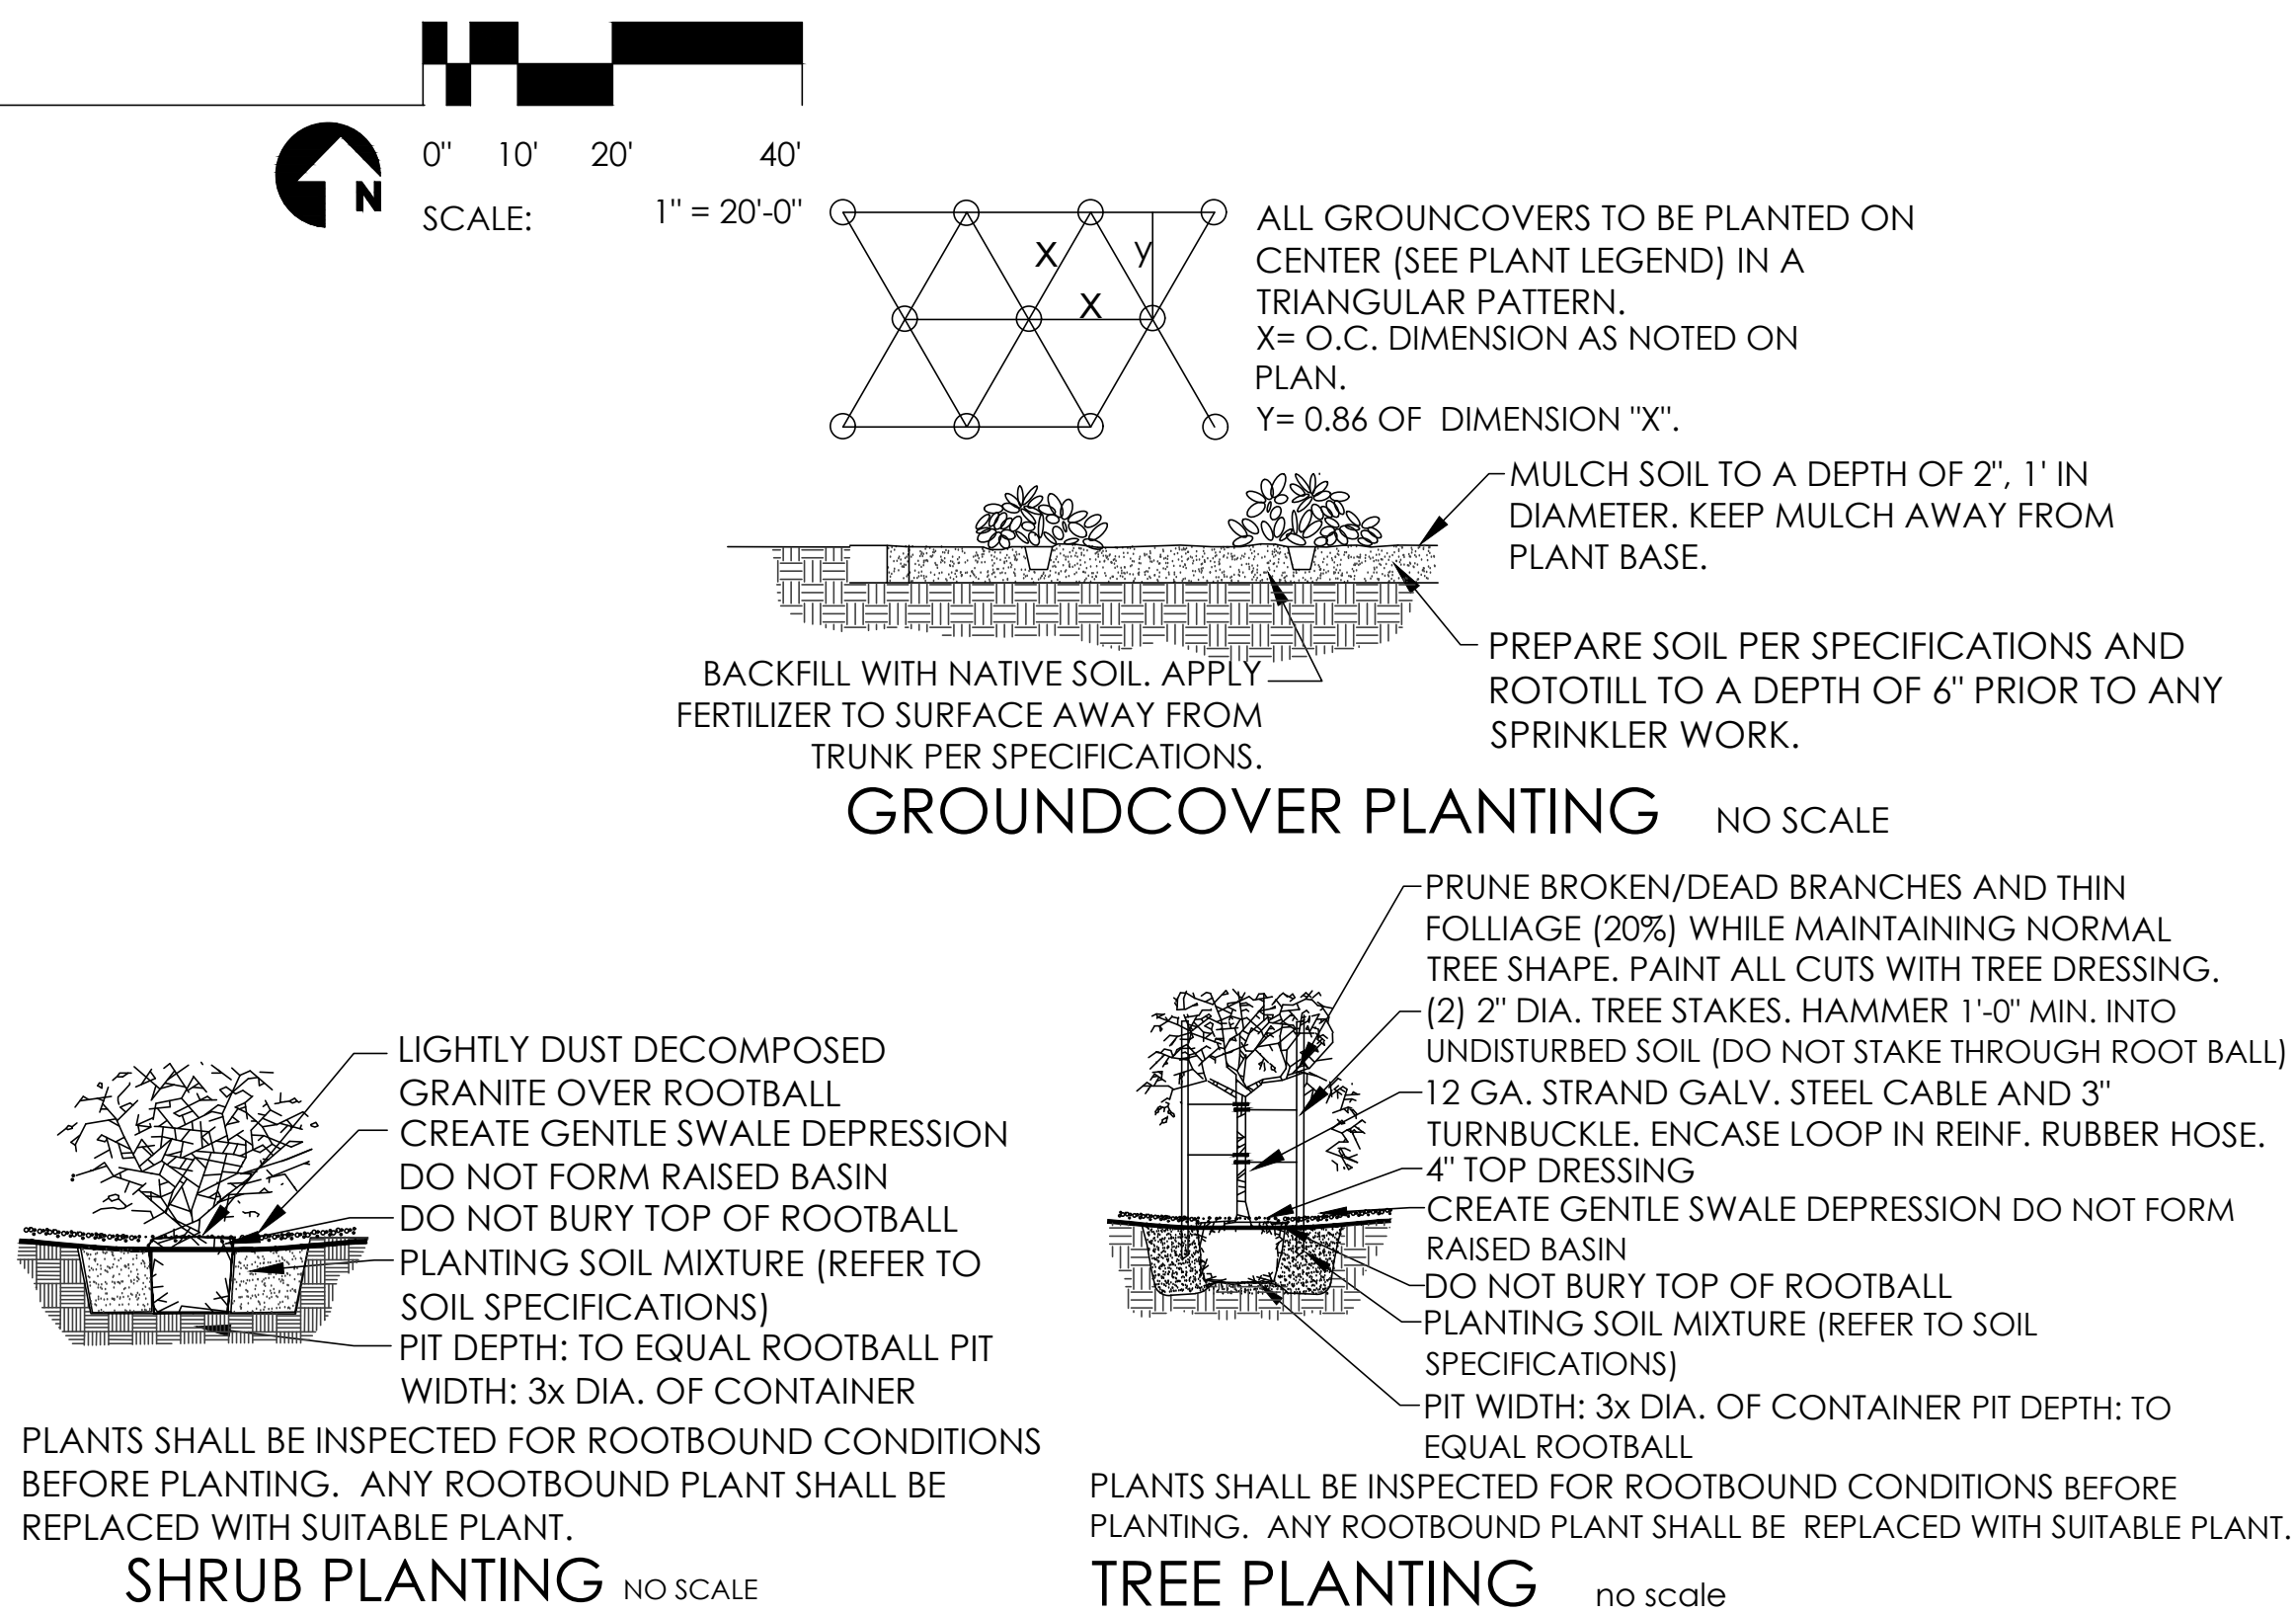 0" 10' 20' 40'
N
SCALE: 1" = 20'-0"
X y
X
ALL GROUNCOVERS TO BE PLANTED ON
CENTER (SEE PLANT LEGEND) IN A
TRIANGULAR PATTERN.
X= O.C. DIMENSION AS NOTED ON
PLAN.
Y= 0.86 OF DIMENSION "X".
MULCH SOIL TO A DEPTH OF 2", 1' IN
DIAMETER. KEEP MULCH AWAY FROM
PLANT BASE.
PREPARE SOIL PER SPECIFICATIONS AND
ROTOTILL TO A DEPTH OF 6" PRIOR TO ANY
SPRINKLER WORK.
BACKFILL WITH NATIVE SOIL. APPLY
FERTILIZER TO SURFACE AWAY FROM
TRUNK PER SPECIFICATIONS.
GROUNDCOVER PLANTING NO SCALE
LIGHTLY DUST DECOMPOSED
GRANITE OVER ROOTBALL
CREATE GENTLE SWALE DEPRESSION
DO NOT FORM RAISED BASIN
DO NOT BURY TOP OF ROOTBALL
PLANTING SOIL MIXTURE (REFER TO
SOIL SPECIFICATIONS)
PIT DEPTH: TO EQUAL ROOTBALL PIT
WIDTH: 3x DIA. OF CONTAINER
PLANTS SHALL BE INSPECTED FOR ROOTBOUND CONDITIONS
BEFORE PLANTING. ANY ROOTBOUND PLANT SHALL BE
REPLACED WITH SUITABLE PLANT.
SHRUB PLANTING NO SCALE
PRUNE BROKEN/DEAD BRANCHES AND THIN
FOLLIAGE (20%) WHILE MAINTAINING NORMAL
TREE SHAPE. PAINT ALL CUTS WITH TREE DRESSING.
(2) 2" DIA. TREE STAKES. HAMMER 1'-0" MIN. INTO
UNDISTURBED SOIL (DO NOT STAKE THROUGH ROOT BALL)
12 GA. STRAND GALV. STEEL CABLE AND 3"
TURNBUCKLE. ENCASE LOOP IN REINF. RUBBER HOSE.
4" TOP DRESSING
CREATE GENTLE SWALE DEPRESSION DO NOT FORM
RAISED BASIN
DO NOT BURY TOP OF ROOTBALL
PLANTING SOIL MIXTURE (REFER TO SOIL
SPECIFICATIONS)
PIT WIDTH: 3x DIA. OF CONTAINER PIT DEPTH: TO
EQUAL ROOTBALL
PLANTS SHALL BE INSPECTED FOR ROOTBOUND CONDITIONS BEFORE
PLANTING. ANY ROOTBOUND PLANT SHALL BE REPLACED WITH SUITABLE PLANT.
TREE PLANTING no scale